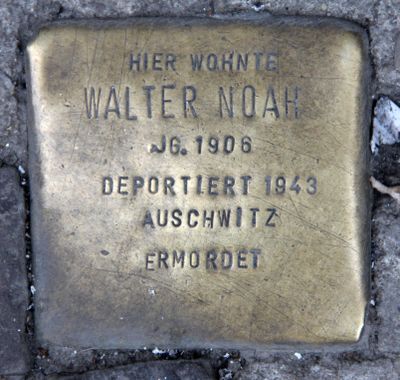 HIER WOHNTE
WALTER NOAH
JG. 1906
DEPORTIERT 1943
AUSCHWITZ
ERMORDET